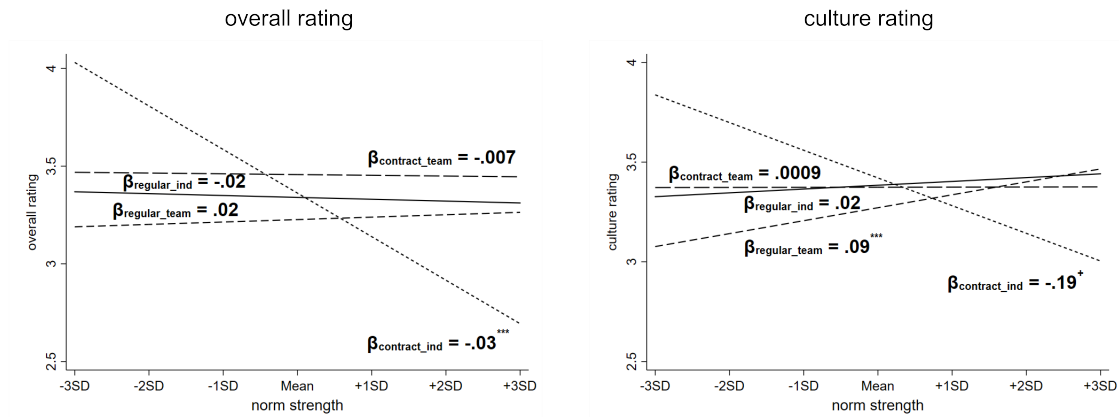 overall rating
4
3.5
3
2.5
overall rating
βcontract_team = -.007
βregular_ind = -.02
βregular_team = .02
βcontract_ind = -.03***
-3SD -2SD -1SD Mean +1SD +2SD +3SD
norm strength
culture rating
4
3.5
3
2.5
culture rating
βcontract_team = .0009
βregular_ind = .02
βregular_team = .09***
βcontract_ind = -.19+
-3SD -2SD -1SD Mean +1SD +2SD +3SD
norm strength